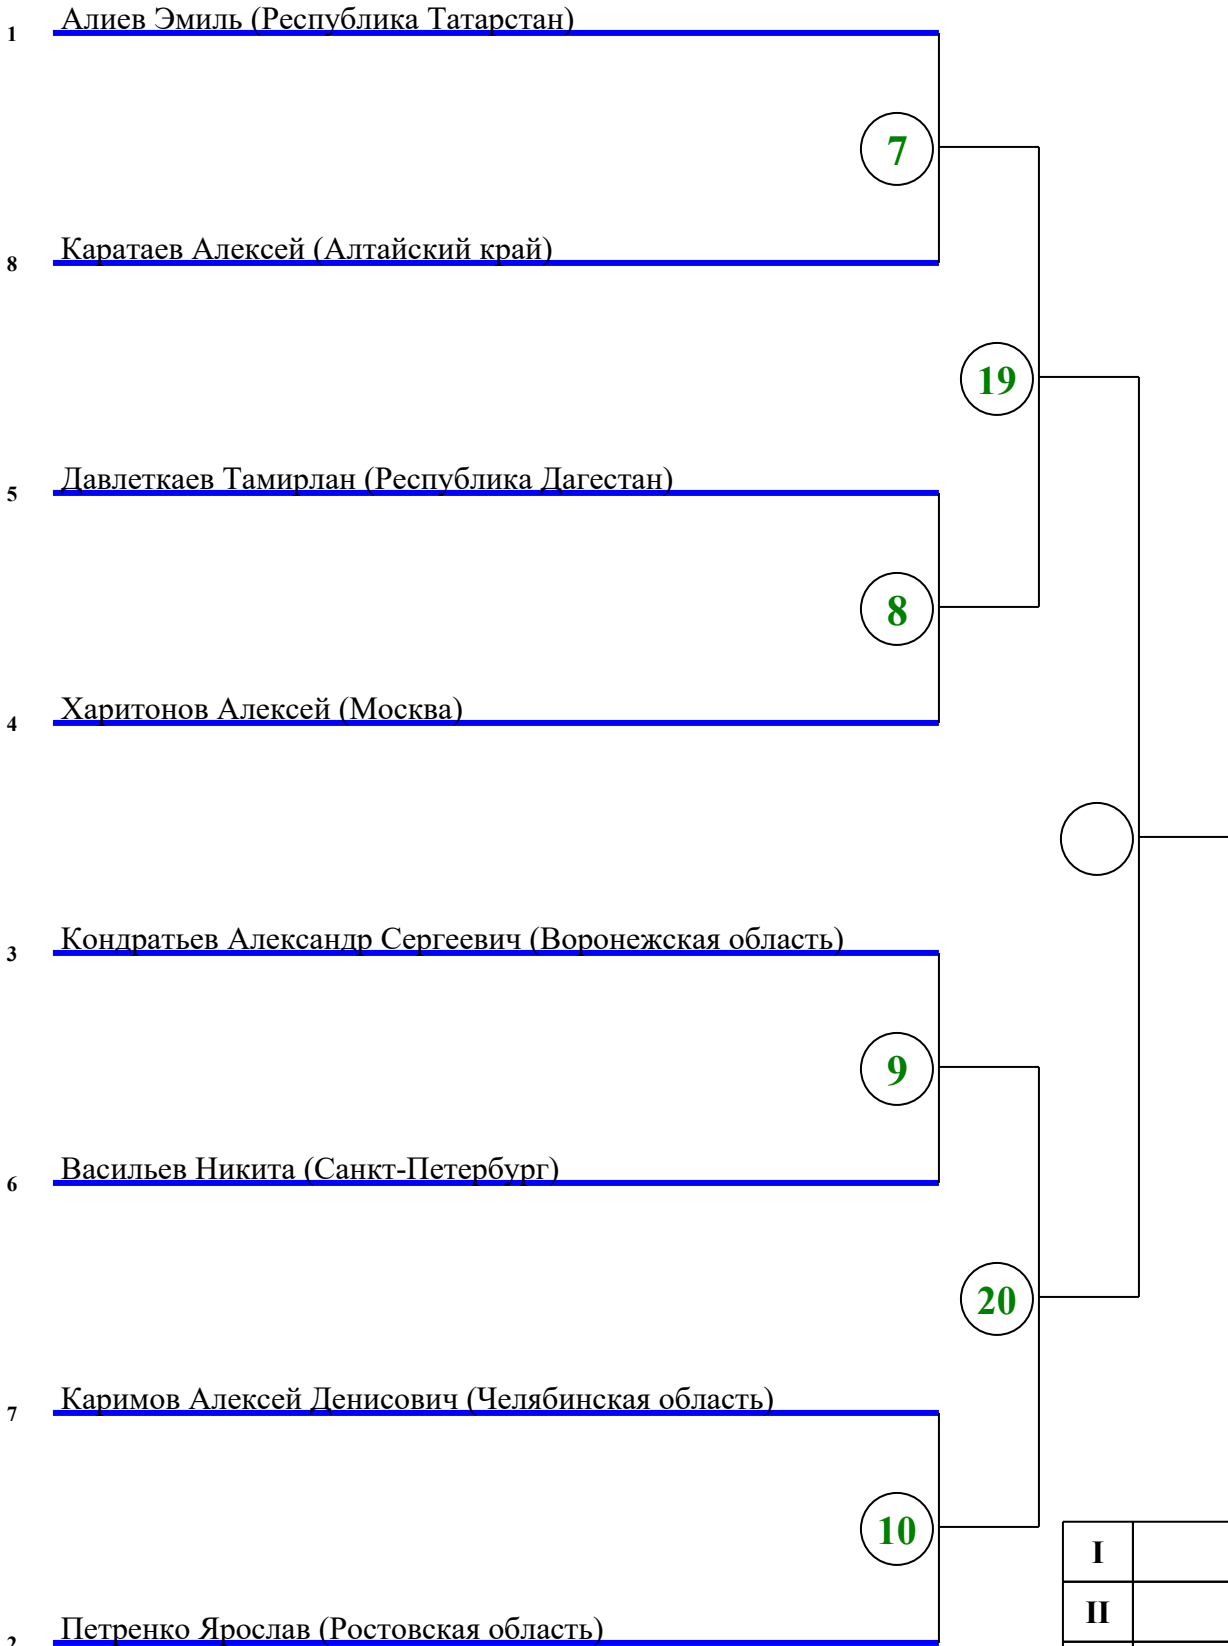 1 Алиев Эмиль (Республика Татарстан)
7
8 Каратаев Алексей (Алтайский край)
19
5 Давлеткаев Тамирлан (Республика Дагестан)
8
4 Харитонов Алексей (Москва)
3 Кондратьев Александр Сергеевич (Воронежская область)
9
6 Васильев Никита (Санкт-Петербург)
20
7 Каримов Алексей Денисович (Челябинская область)
10
I
II
2 Петренко Ярослав (Ростовская область)